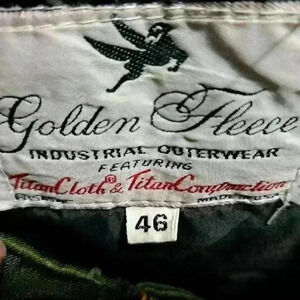 Golden Fleece
INDUSTRIAL OUTERWEAR
FEATURING
TitanCloth® & TitanConstruction
46